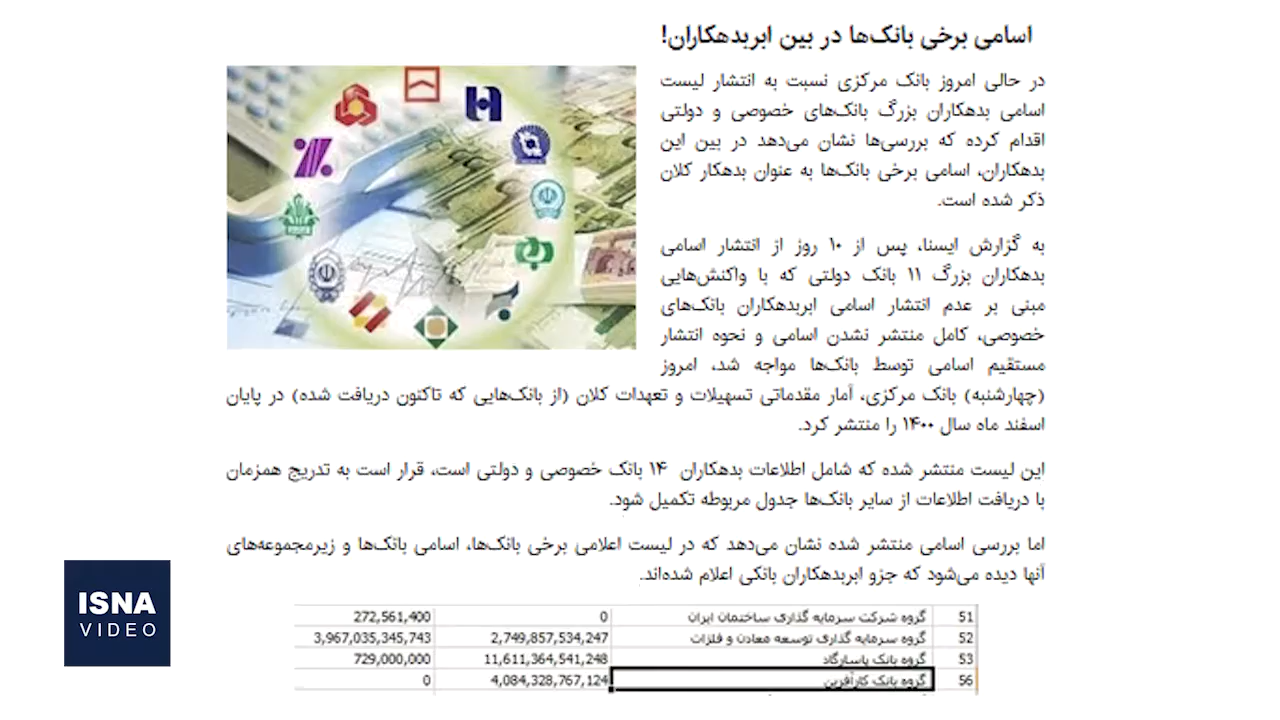 اسامی برخی بانک‌ها در بین ابربدهکاران!
در حالی امروز بانک مرکزی نسبت به انتشار لیست
اسامی بدهکاران بزرگ بانک‌های خصوصی و دولتی
اقدام کرده که بررسی‌ها نشان می‌دهد در بین این
بدهکاران، اسامی برخی بانک‌ها به عنوان بدهکار کلان
ذکر شده است.
به گزارش ایسنا، پس از ۱۰ روز از انتشار اسامی
بدهکاران بزرگ ۱۱ بانک دولتی که با واکنش‌هایی
مبنی بر عدم انتشار اسامی ابربدهکاران بانک‌های
خصوصی، کامل منتشر نشدن اسامی و نحوه انتشار
مستقیم اسامی توسط بانک‌ها مواجه شد، امروز
(چهارشنبه) بانک مرکزی، آمار مقدماتی تسهیلات و تعهدات کلان (از بانک‌هایی که تاکنون دریافت شده) در پایان
اسفند ماه سال ۱۴۰۰ را منتشر کرد.
این لیست منتشر شده که شامل اطلاعات بدهکاران ۱۴ بانک خصوصی و دولتی است، قرار است به تدریج همزمان
با دریافت اطلاعات از سایر بانک‌ها جدول مربوطه تکمیل شود.
اما بررسی اسامی منتشر شده نشان می‌دهد که در لیست اعلامی برخی بانک‌ها، اسامی بانک‌ها و زیرمجموعه‌های
آنها دیده می‌شود که جزو ابربدهکاران بانکی اعلام شده‌اند.
51 گروه شرکت سرمایه گذاری ساختمان ایران 0 272,561,400
52 گروه سرمایه گذاری توسعه معادن و فلزات 2,749,857,534,247 3,967,035,345,743
53 گروه بانک پاسارگاد 11,611,364,541,248 729,000,000
56 گروه بانک کارآفرین 4,084,328,767,124 0
ISNA
VIDEO